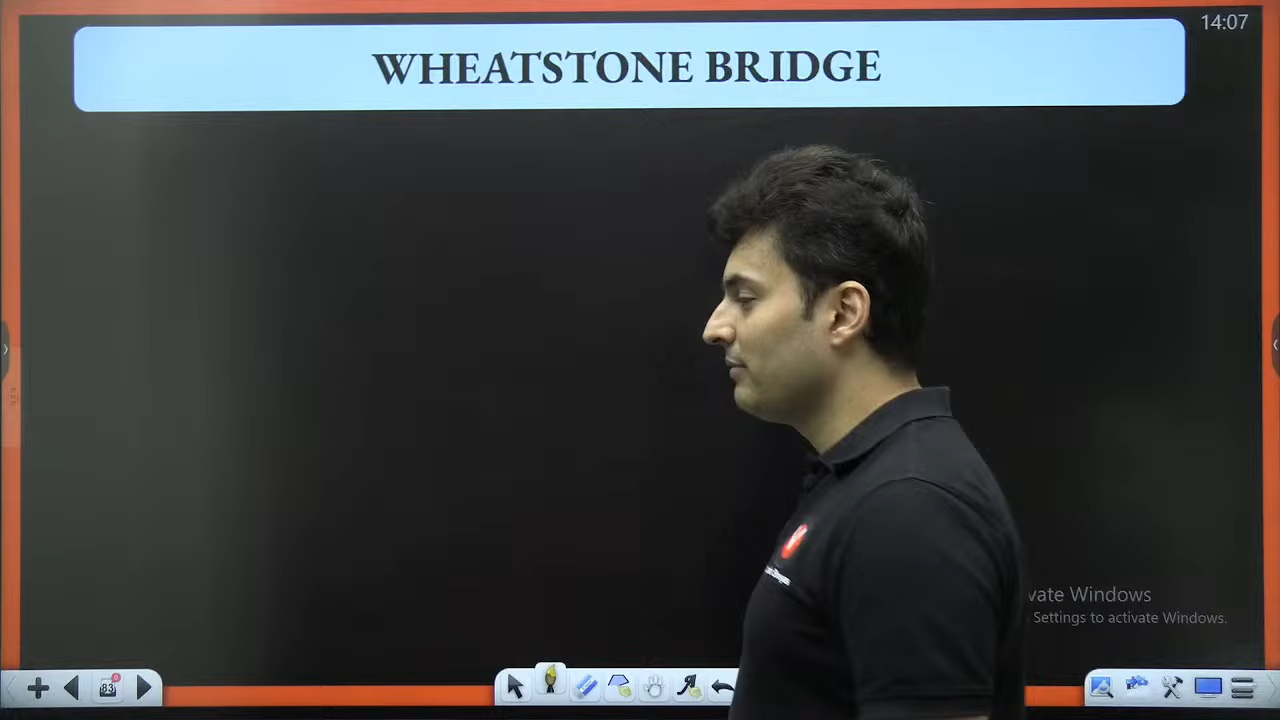 14:07
WHEATSTONE BRIDGE
vate Windows
Settings to activate Windows.
83